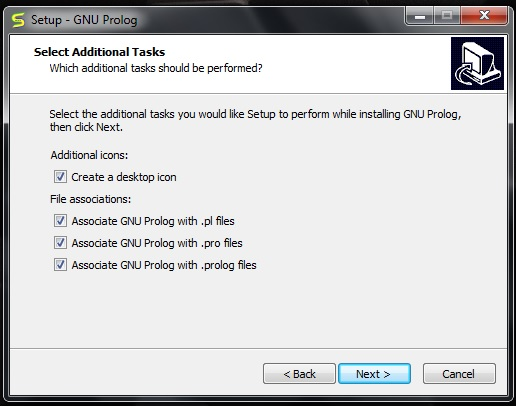 Setup - GNU Prolog
Select Additional Tasks
Which additional tasks should be performed?
Select the additional tasks you would like Setup to perform while installing GNU Prolog,
then click Next.
Additional icons:
Create a desktop icon
File associations:
Associate GNU Prolog with .pl files
Associate GNU Prolog with .pro files
Associate GNU Prolog with .prolog files
< Back Next > Cancel